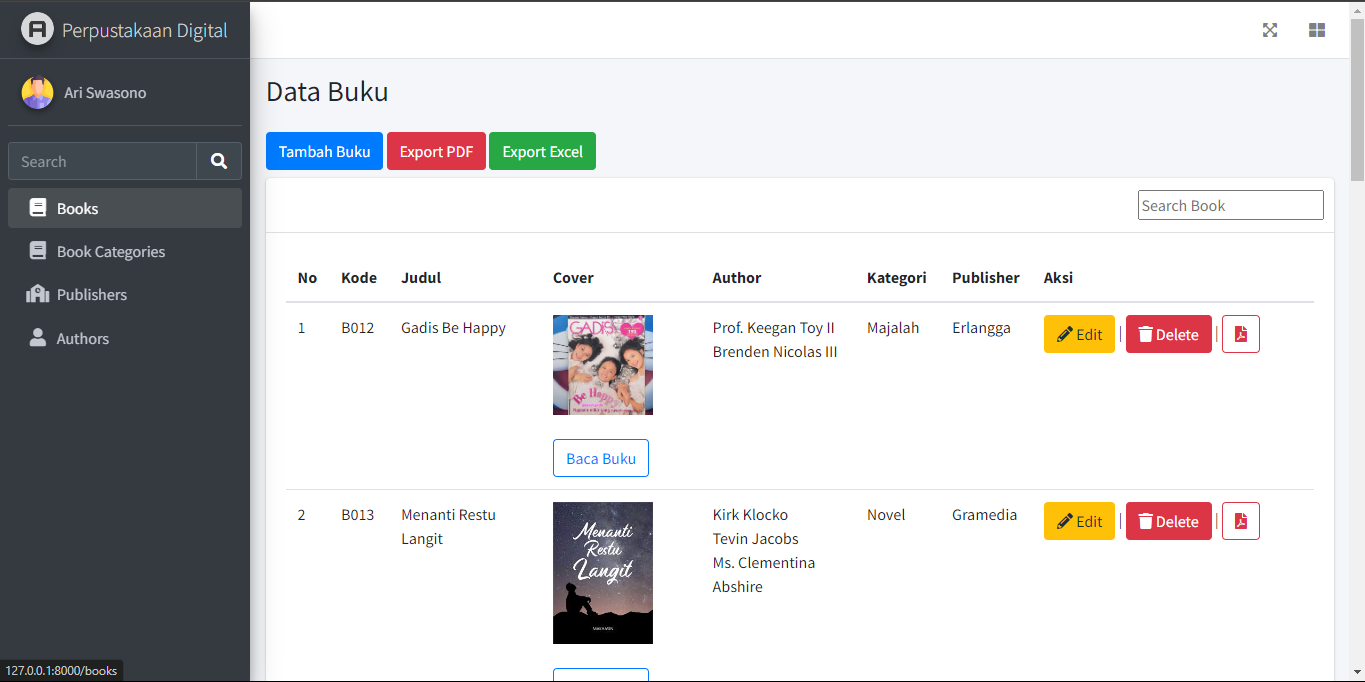 Perpustakaan Digital
Ari Swasono
Search
Books
Book Categories
Publishers
Authors
Data Buku
Tambah Buku Export PDF Export Excel
Search Book
No Kode Judul Cover Author Kategori Publisher Aksi
1 B012 Gadis Be Happy Prof. Keegan Toy II Majalah Erlangga Edit | Delete |
Brenden Nicolas III
GADIS
Be Happy
Baca Buku
2 B013 Menanti Restu Kirk Klocko Novel Gramedia Edit | Delete |
Langit Tevin Jacobs
Ms. Clementina
Abshire
Menanti
Restu
Langit
127.0.0.1:8000/books